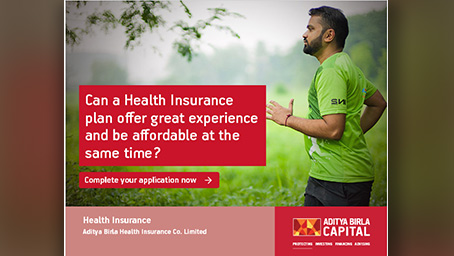 Can a Health Insurance
plan offer great experience
and be affordable at the
same time?
Complete your application now →
Health Insurance
Aditya Birla Health Insurance Co. Limited
ADITYA BIRLA
CAPITAL
PROTECTING INVESTING FINANCING ADVISING